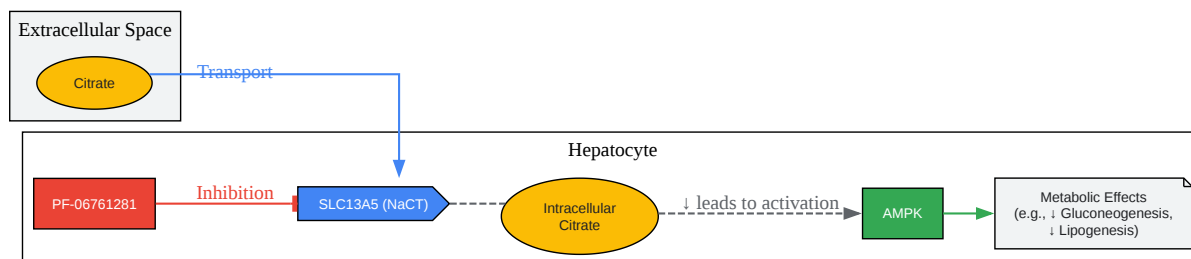 Extracellular Space
Citrate
Transport
Hepatocyte
PF-06761281
Inhibition
SLC13A5 (NaCT)
Intracellular
Citrate
↓ leads to activation
AMPK
Metabolic Effects
(e.g., ↓ Gluconeogenesis,
↓ Lipogenesis)